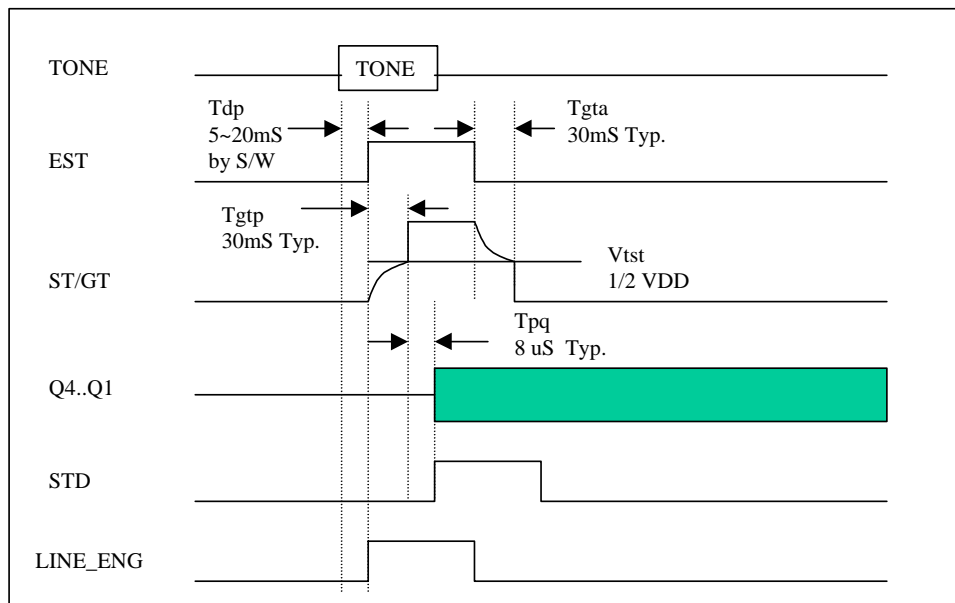 TONE
TONE
Tdp
5~20mS
by S/W
Tgta
30mS Typ.
EST
Tgtp
30mS Typ.
Vtst
1/2 VDD
ST/GT
Tpq
8 uS Typ.
Q4..Q1
STD
LINE_ENG